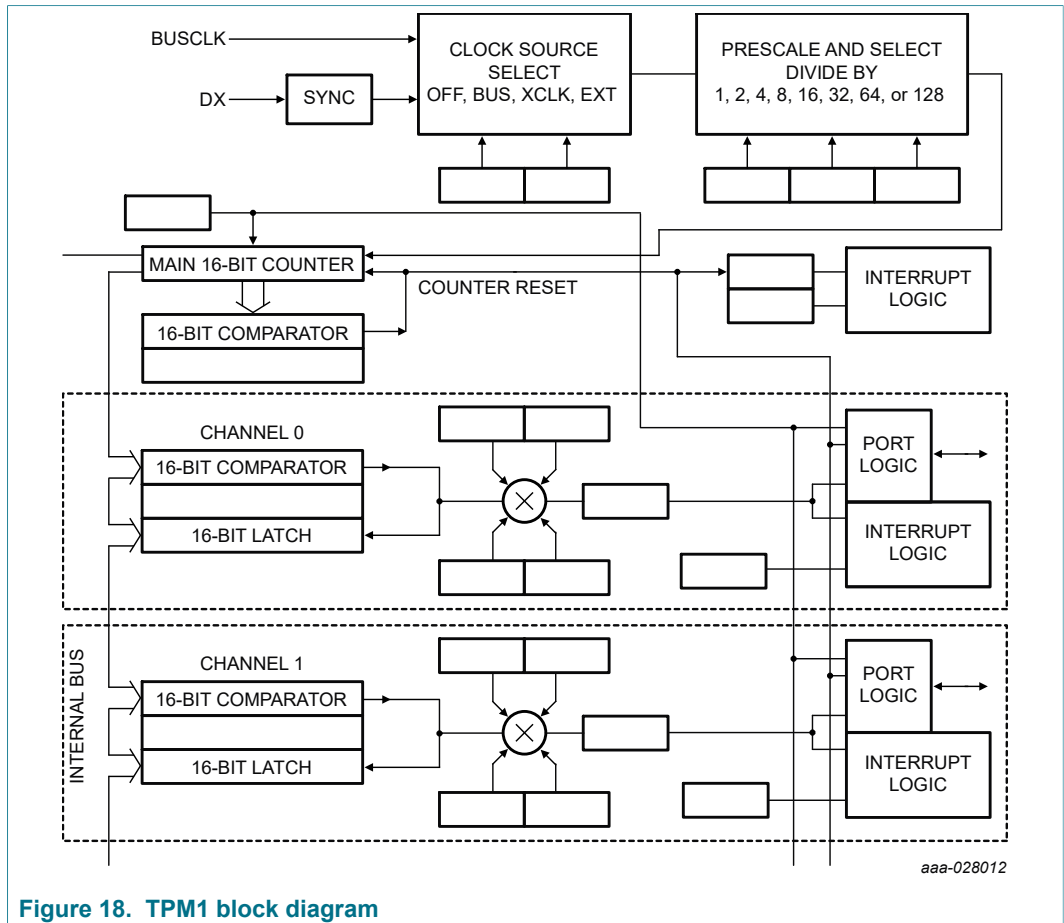 BUSCLK
DX
SYNC
CLOCK SOURCE
SELECT
OFF, BUS, XCLK, EXT
PRESCALE AND SELECT
DIVIDE BY
1, 2, 4, 8, 16, 32, 64, or 128
MAIN 16-BIT COUNTER
COUNTER RESET
INTERRUPT
LOGIC
16-BIT COMPARATOR
CHANNEL 0
16-BIT COMPARATOR
16-BIT LATCH
PORT
LOGIC
INTERRUPT
LOGIC
INTERNAL BUS
CHANNEL 1
16-BIT COMPARATOR
16-BIT LATCH
PORT
LOGIC
INTERRUPT
LOGIC
aaa-028012
Figure 18. TPM1 block diagram